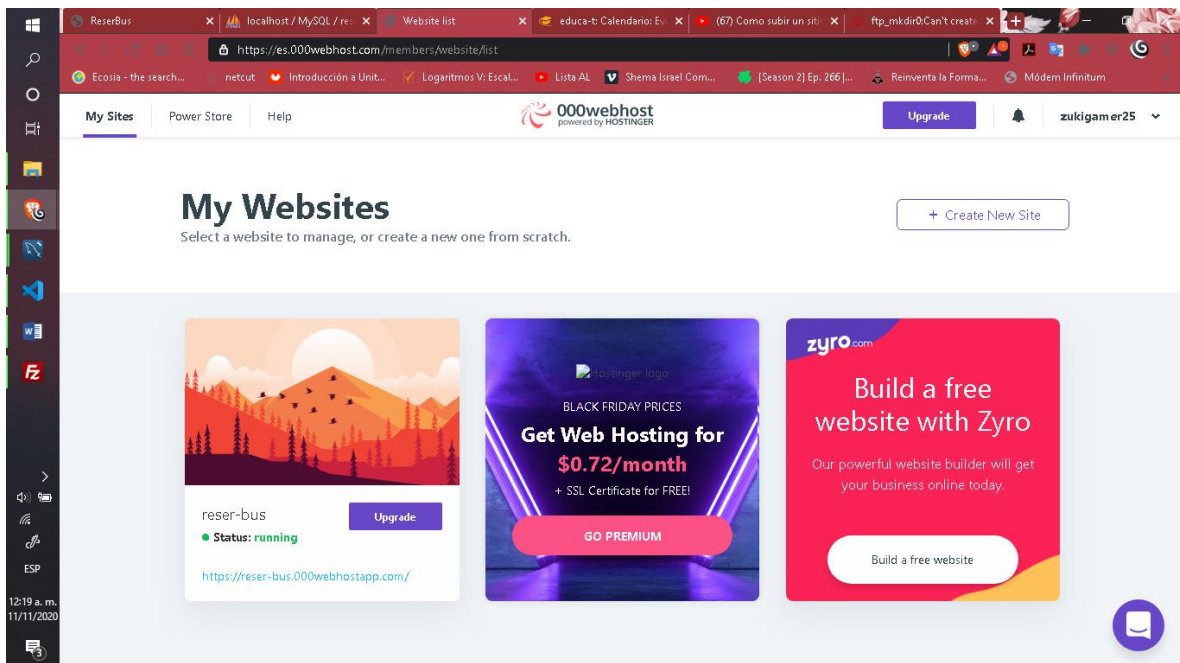 ReserBus
localhost / MySQL / res
Website list
educa-t: Calendario: Ev
(67) Como subir un siti
ftp_mkdir0:Can't create
https://es.000webhost.com/members/website/list
Ecosia - the search...
netcut
Introducción a Unit...
Logaritmos V: Escal...
Lista AL
Shema Israel Com...
[Season 2] Ep. 266 |...
Reinventa la Forma...
Módem Infinitum
My Sites
Power Store
Help
000webhost
powered by HOSTINGER
Upgrade
zukigamer25
My Websites
Select a website to manage, or create a new one from scratch.
+ Create New Site
reser-bus
Upgrade
Status: running
https://reser-bus.000webhostapp.com/
Hostinger logo
BLACK FRIDAY PRICES
Get Web Hosting for
$0.72/month
+ SSL Certificate for FREE!
GO PREMIUM
zyro.com
Build a free
website with Zyro
Our powerful website builder will get
your business online today.
Build a free website
ESP
12:19 a. m.
11/11/2020
3